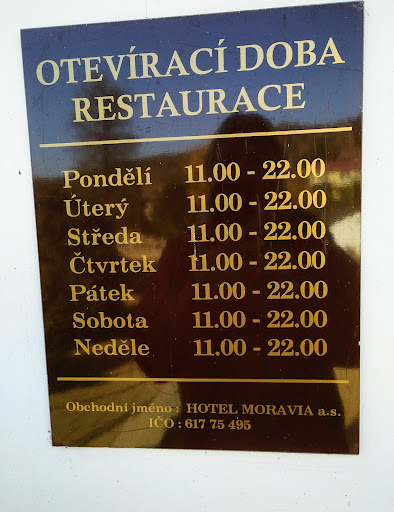 OTEVÍRACÍ DOBA
RESTAURACE
Pondělí 11.00 - 22.00
Úterý 11.00 - 22.00
Středa 11.00 - 22.00
Čtvrtek 11.00 - 22.00
Pátek 11.00 - 22.00
Sobota 11.00 - 22.00
Neděle 11.00 - 22.00
Obchodní jméno : HOTEL MORAVIA a.s.
IČO : 617 75 495